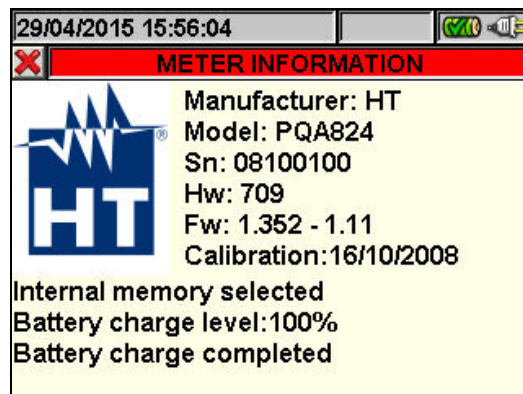 29/04/2015 15:56:04
METER INFORMATION
HT
®
Manufacturer: HT
Model: PQA824
Sn: 08100100
Hw: 709
Fw: 1.352 - 1.11
Calibration:16/10/2008
Internal memory selected
Battery charge level:100%
Battery charge completed